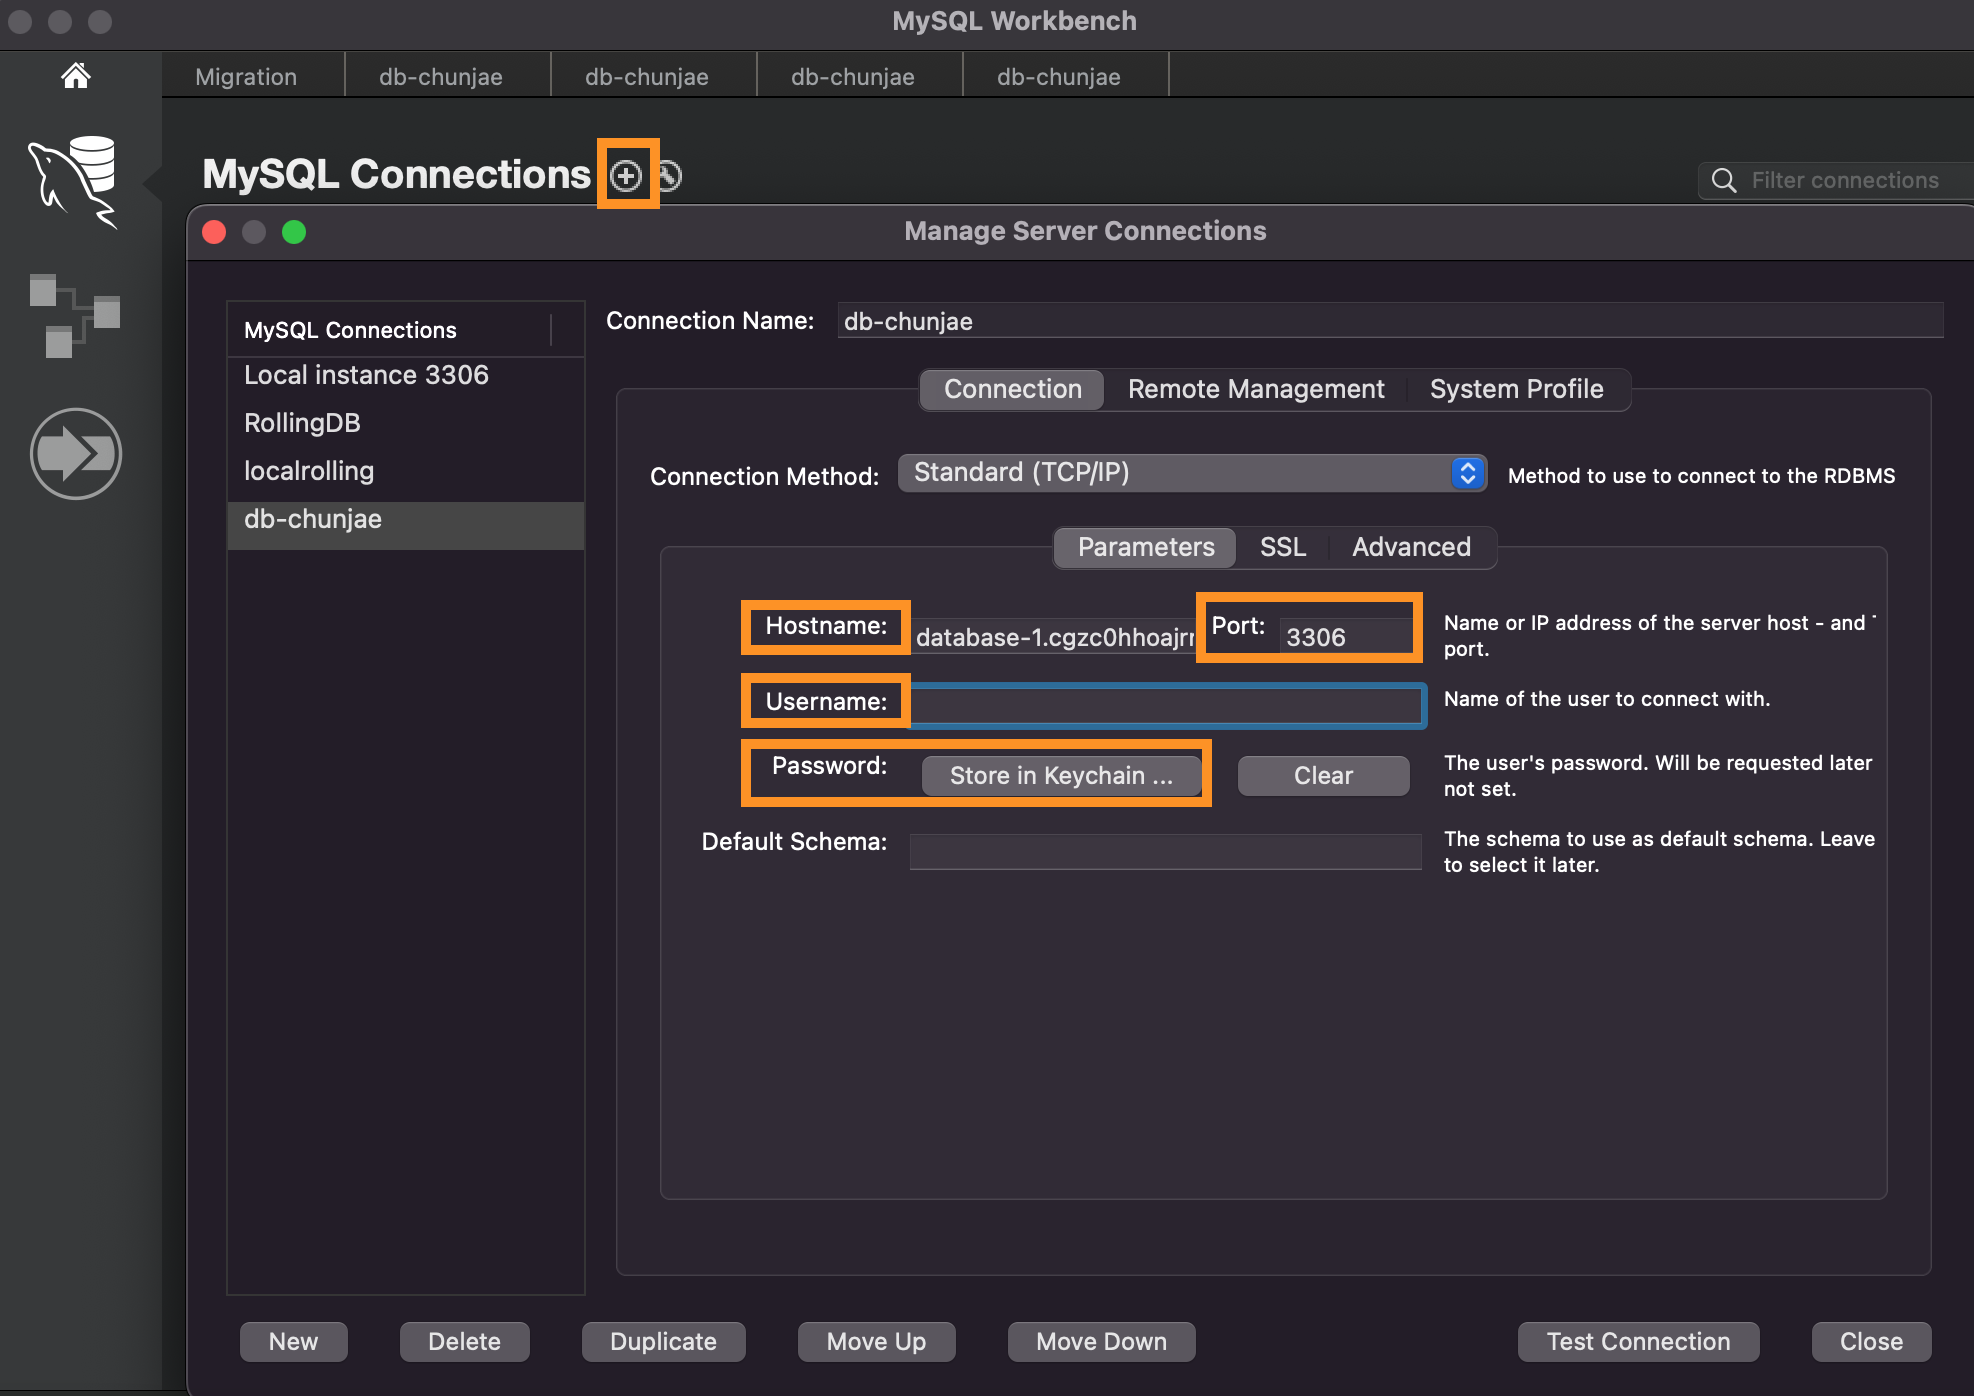 MySQL Workbench
Migration
db-chunjae
db-chunjae
db-chunjae
db-chunjae
MySQL Connections
Filter connections
Manage Server Connections
MySQL Connections
Local instance 3306
RollingDB
localrolling
db-chunjae
Connection Name: db-chunjae
Connection Remote Management System Profile
Connection Method: Standard (TCP/IP) Method to use to connect to the RDBMS
Parameters SSL Advanced
Hostname: database-1.cgzc0hhoajrr Port: 3306
Name or IP address of the server host - and
port.
Username: Name of the user to connect with.
Password: Store in Keychain ... Clear
The user's password. Will be requested later
not set.
Default Schema:
The schema to use as default schema. Leave
to select it later.
New Delete Duplicate Move Up Move Down Test Connection Close